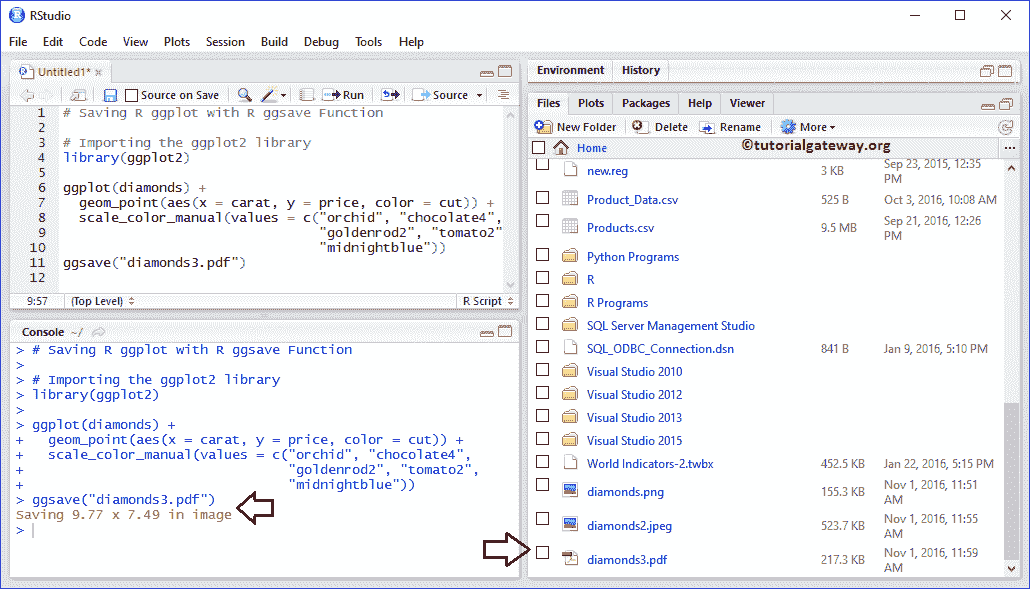 RStudio
File Edit Code View Plots Session Build Debug Tools Help
Untitled1*
Source on Save Run Source
1 # Saving R ggplot with R ggsave Function
2
3 # Importing the ggplot2 library
4 library(ggplot2)
5
6 ggplot(diamonds) +
7 geom_point(aes(x = carat, y = price, color = cut)) +
8 scale_color_manual(values = c("orchid", "chocolate4",
9 "goldenrod2", "tomato2"
10 "midnightblue"))
11 ggsave("diamonds3.pdf")
12
9:57 (Top Level) R Script
Console ~/
> # Saving R ggplot with R ggsave Function
>
> # Importing the ggplot2 library
> library(ggplot2)
>
> ggplot(diamonds) +
+ geom_point(aes(x = carat, y = price, color = cut)) +
+ scale_color_manual(values = c("orchid", "chocolate4",
+ "goldenrod2", "tomato2",
+ "midnightblue"))
> ggsave("diamonds3.pdf")
Saving 9.77 x 7.49 in image
>
Environment History
Files Plots Packages Help Viewer
New Folder Delete Rename More
Home ©tutorialgateway.org ...
new.reg 3 KB Sep 23, 2015, 12:35
PM
Product_Data.csv 525 B Oct 3, 2016, 10:08 AM
Products.csv 9.5 MB Sep 21, 2016, 12:26
PM
Python Programs
R
R Programs
SQL Server Management Studio
SQL_ODBC_Connection.dsn 841 B Jan 9, 2016, 5:10 PM
Visual Studio 2010
Visual Studio 2012
Visual Studio 2013
Visual Studio 2015
World Indicators-2.twbx 452.5 KB Jan 22, 2016, 5:15 PM
diamonds.png 155.3 KB Nov 1, 2016, 11:51
AM
diamonds2.jpeg 523.7 KB Nov 1, 2016, 11:55
AM
diamonds3.pdf 217.3 KB Nov 1, 2016, 11:59
AM